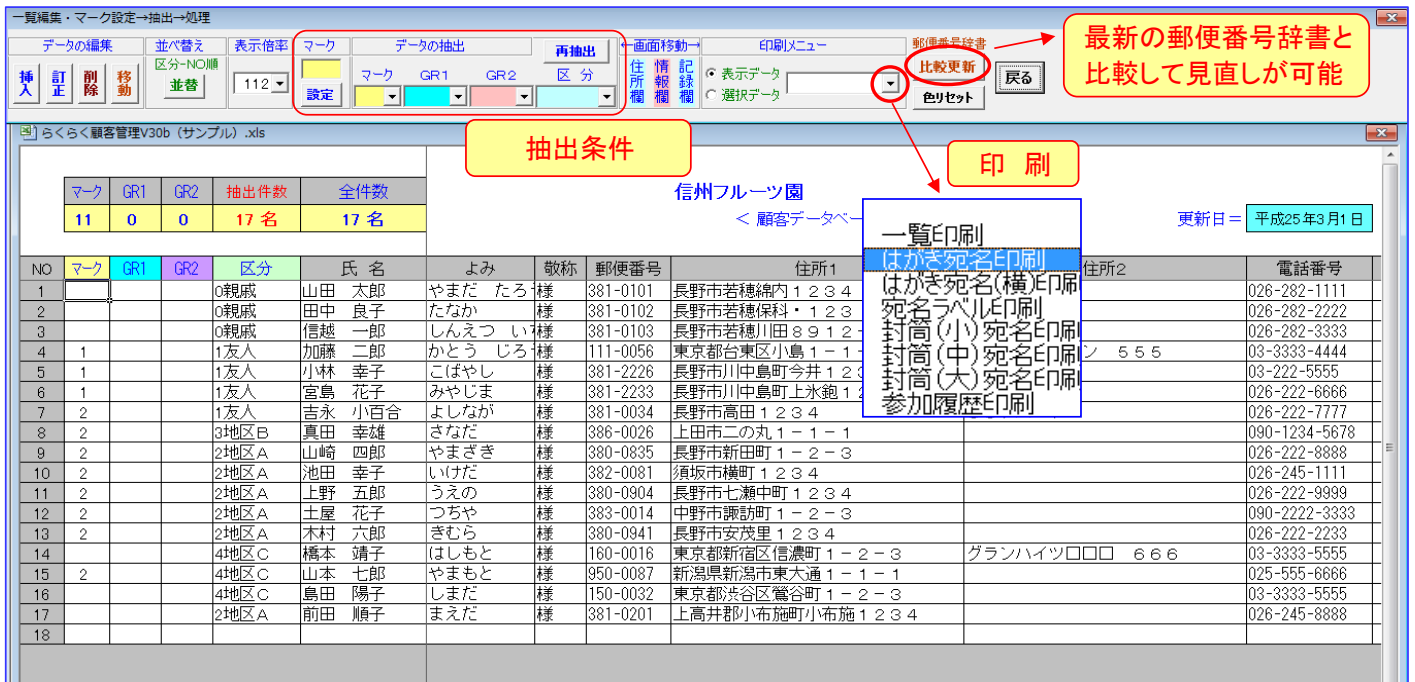 一覧編集・マーク設定→抽出→処理
データの編集 並べ替え 表示倍率 マーク データの抽出 再抽出 ←画面移動→ 印刷メニュー 郵便番号辞書
挿入 訂正 削除 移動 区分-NO順 並替 112 設定 マーク GR1 GR2 区 分 住所欄 情報欄 記録欄 表示データ 選択データ 比較更新 色リセット 戻る
最新の郵便番号辞書と
比較して見直しが可能
らくらく顧客管理V30b (サンプル) .xls
抽出条件
印 刷
マーク GR1 GR2 抽出件数 全件数
11 0 0 17 名 17 名
信州フルーツ園
< 顧客データベー
更新日= 平成25年3月1日
一覧印刷
はがき宛名印刷
はがき宛名(横)印刷
宛名ラベル印刷
封筒(小)宛名印刷
封筒(中)宛名印刷
封筒(大)宛名印刷
参加履歴印刷
NO マーク GR1 GR2 区分 氏 名 よみ 敬称 郵便番号 住所1 住所2 電話番号
1 0親戚 山田 太郎 やまだ たろ 様 381-0101 長野市若穂綿内1234 026-282-1111
2 0親戚 田中 良子 たなか 様 381-0102 長野市若穂保科・123 026-282-2222
3 0親戚 信越 一郎 しんえつ い 様 381-0103 長野市若穂川田8912- 026-282-3333
4 1 1友人 加藤 二郎 かとう じろ 様 111-0056 東京都台東区小島1-1- ン 555 03-3333-4444
5 1 1友人 小林 幸子 こばやし 様 381-2226 長野市川中島町今井123 03-222-5555
6 1 1友人 宮島 花子 みやじま 様 381-2233 長野市川中島町上氷鉋12 026-222-6666
7 2 1友人 吉永 小百合 よしなが 様 381-0034 長野市高田1234 026-222-7777
8 2 3地区B 真田 幸雄 さなだ 様 386-0026 上田市二の丸1-1-1 090-1234-5678
9 2 2地区A 山崎 四郎 やまざき 様 380-0835 長野市新田町1-2-3 026-222-8888
10 2 2地区A 池田 幸子 いけだ 様 382-0081 須坂市横町1234 026-245-1111
11 2 2地区A 上野 五郎 うえの 様 380-0904 長野市七瀬中町1234 026-222-9999
12 2 2地区A 土屋 花子 つちや 様 383-0014 中野市諏訪町1-2-3 090-2222-3333
13 2 2地区A 木村 六郎 きむら 様 380-0941 長野市安茂里1234 026-222-2233
14 4地区C 橋本 靖子 はしもと 様 160-0016 東京都新宿区信濃町1-2-3 グランハイツ□□□ 666 03-3333-5555
15 2 4地区C 山本 七郎 やまもと 様 950-0087 新潟県新潟市東大通1-1-1 025-555-6666
16 4地区C 島田 陽子 しまだ 様 150-0032 東京都渋谷区鶯谷町1-2-3 03-3333-5555
17 2地区A 前田 順子 まえだ 様 381-0201 上高井郡小布施町小布施1234 026-245-8888
18